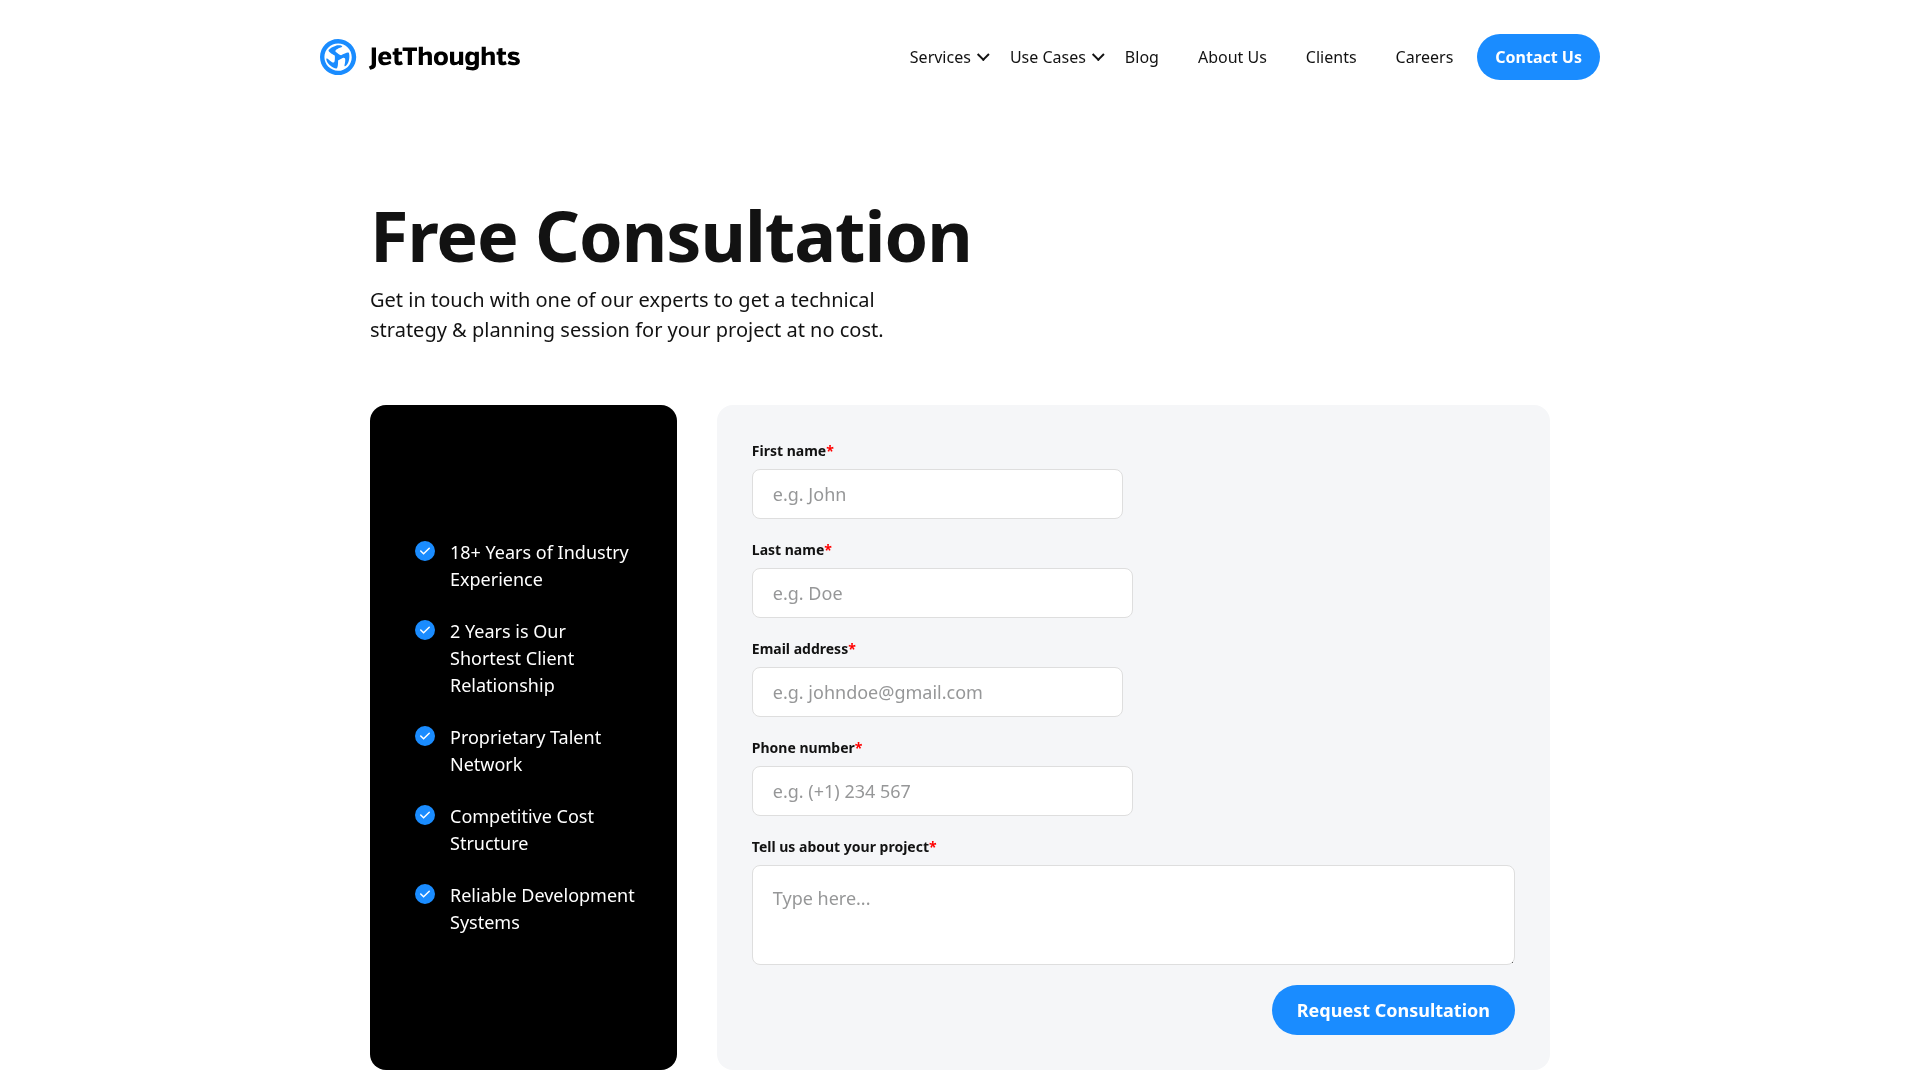 JetThoughts
Services
Use Cases
Blog
About Us
Clients
Careers
Contact Us
Free Consultation
Get in touch with one of our experts to get a technical
strategy & planning session for your project at no cost.
18+ Years of Industry
Experience
2 Years is Our
Shortest Client
Relationship
Proprietary Talent
Network
Competitive Cost
Structure
Reliable Development
Systems
First name*
e.g. John
Last name*
e.g. Doe
Email address*
e.g. johndoe@gmail.com
Phone number*
e.g. (+1) 234 567
Tell us about your project*
Type here...
Request Consultation